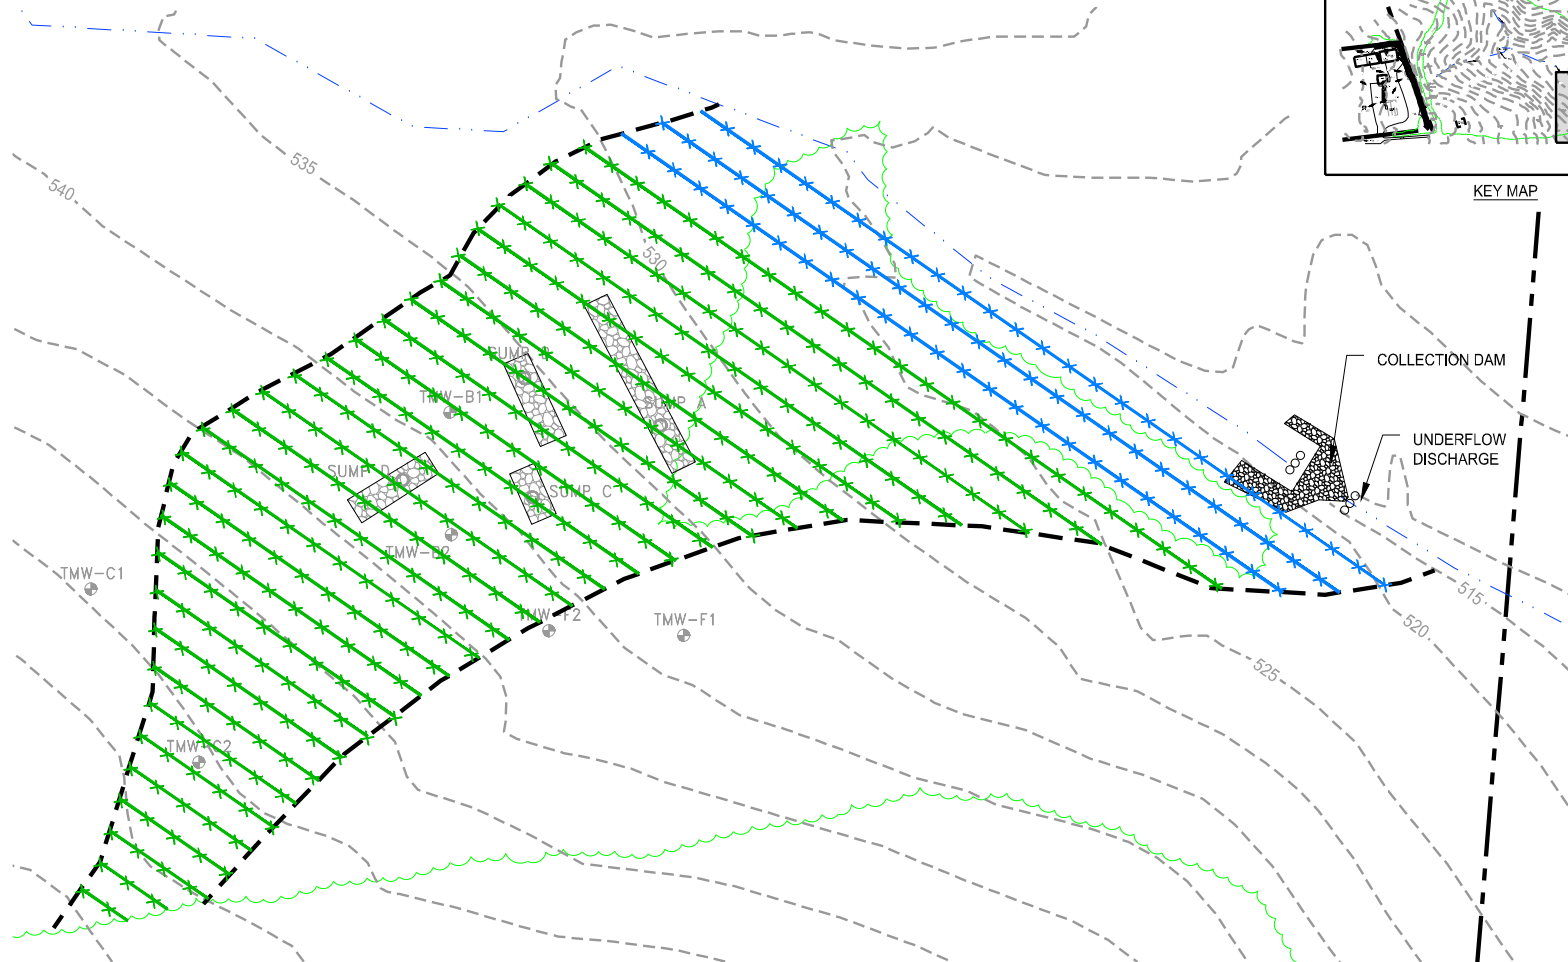 KEY MAP
535
540
530
SUMP B
COLLECTION DAM
TMW-B1
SUMP A
UNDERFLOW
DISCHARGE
SUMP D
SUMP C
TMW-B2
TMW-C1
515
TMW-F2
TMW-F1
520
525
TMW-C2